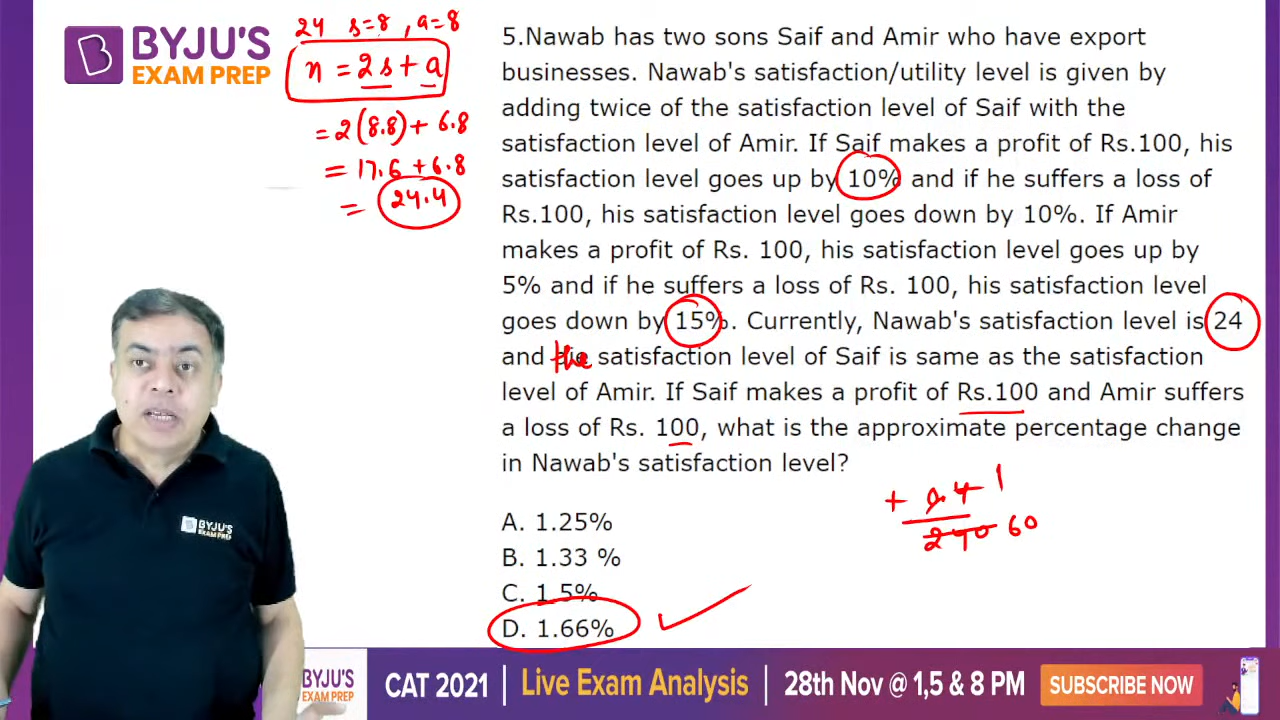 BYJU'S
EXAM PREP
24 s=8 , a=8
n = 2s + a
= 2(8.8) + 6.8
= 17.6 + 6.8
= 24.4
5.Nawab has two sons Saif and Amir who have export
businesses. Nawab's satisfaction/utility level is given by
adding twice of the satisfaction level of Saif with the
satisfaction level of Amir. If Saif makes a profit of Rs.100, his
satisfaction level goes up by 10% and if he suffers a loss of
Rs.100, his satisfaction level goes down by 10%. If Amir
makes a profit of Rs. 100, his satisfaction level goes up by
5% and if he suffers a loss of Rs. 100, his satisfaction level
goes down by 15%. Currently, Nawab's satisfaction level is 24
and the satisfaction level of Saif is same as the satisfaction
level of Amir. If Saif makes a profit of Rs.100 and Amir suffers
a loss of Rs. 100, what is the approximate percentage change
in Nawab's satisfaction level?
+ 0.4 1
240 60
A. 1.25%
B. 1.33 %
C. 1.5%
D. 1.66%
BYJU'S
EXAM PREP
BYJU'S
EXAM PREP
CAT 2021 Live Exam Analysis 28th Nov @ 1,5 & 8 PM SUBSCRIBE NOW